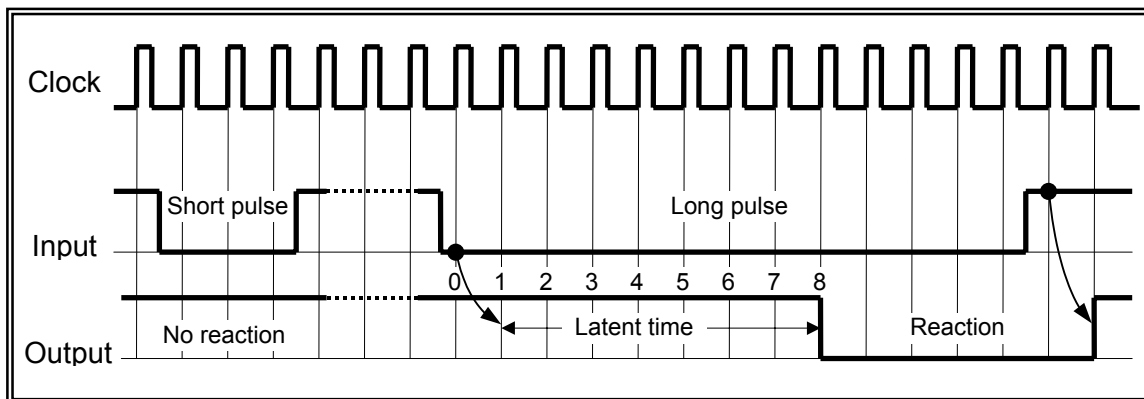 Clock
Short pulse
Long pulse
Input
0 1 2 3 4 5 6 7 8
No reaction
Latent time
Reaction
Output